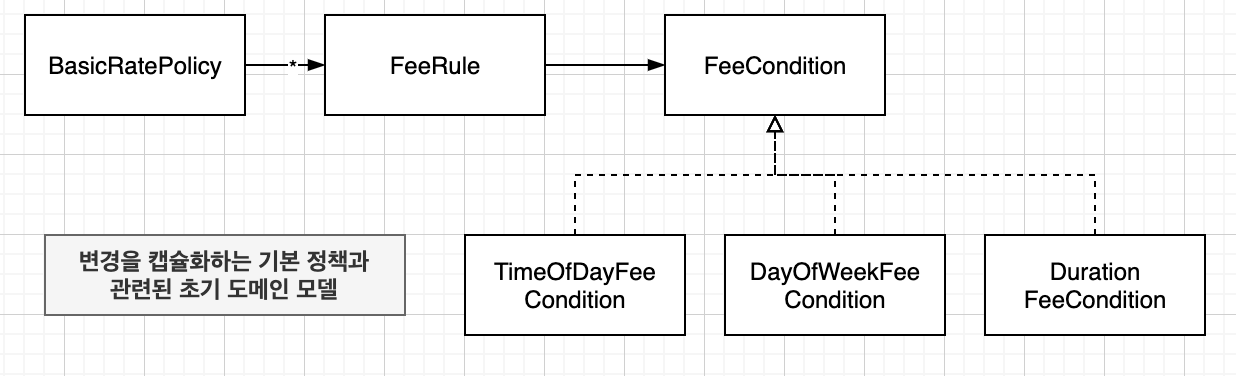 BasicRatePolicy
*
FeeRule
FeeCondition
변경을 캡슐화하는 기본 정책과
관련된 초기 도메인 모델
TimeOfDayFee
Condition
DayOfWeekFee
Condition
Duration
FeeCondition